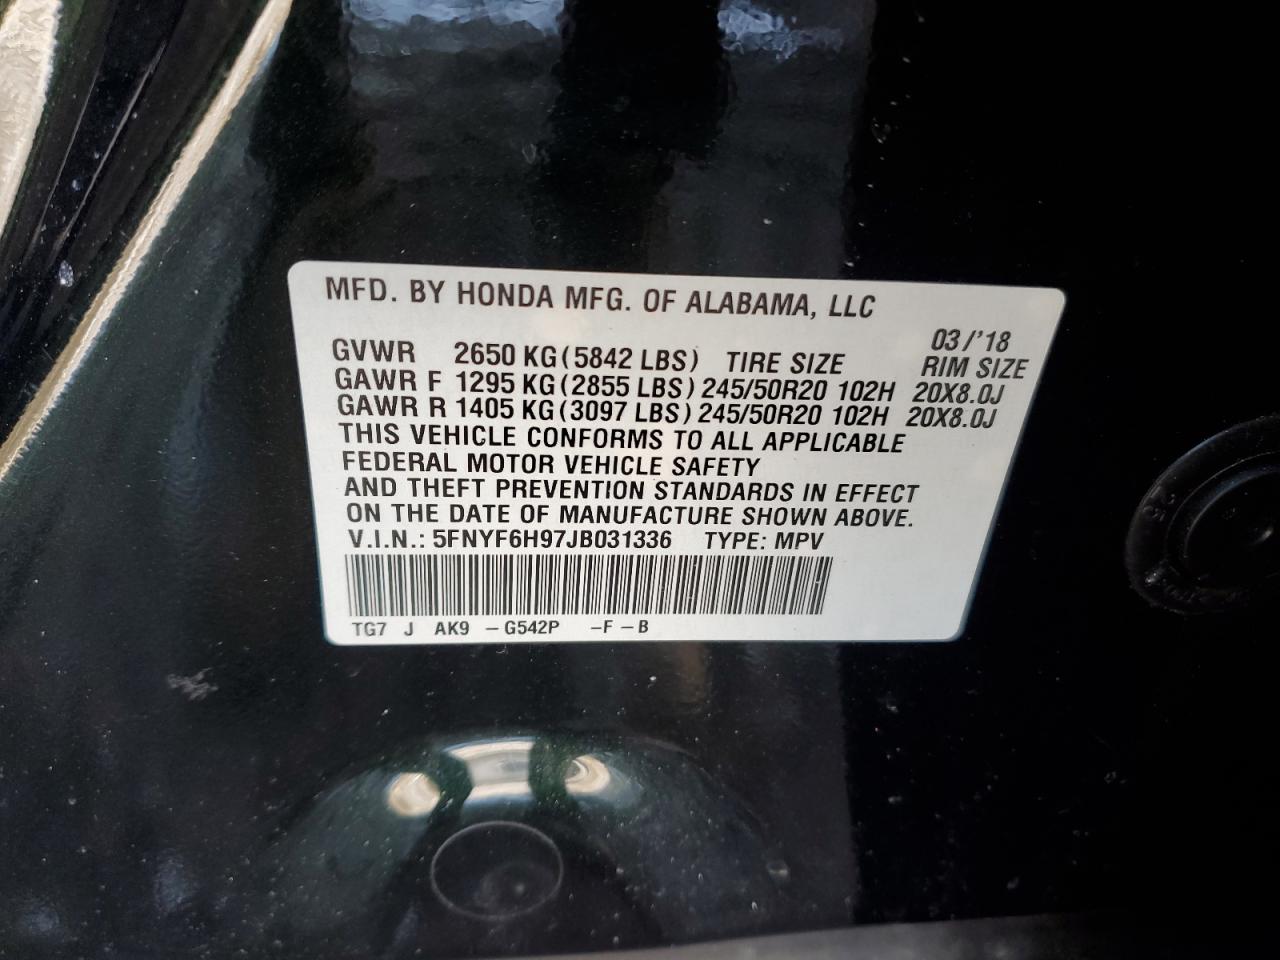 MFD. BY HONDA MFG. OF ALABAMA, LLC
03/'18
GVWR 2650 KG(5842 LBS) TIRE SIZE RIM SIZE
GAWR F 1295 KG(2855 LBS)245/50R20 102H 20X8.0J
GAWR R 1405 KG(3097 LBS)245/50R20 102H 20X8.0J
THIS VEHICLE CONFORMS TO ALL APPLICABLE
FEDERAL MOTOR VEHICLE SAFETY
AND THEFT PREVENTION STANDARDS IN EFFECT
ON THE DATE OF MANUFACTURE SHOWN ABOVE.
V.I.N.: 5FNYF6H97JB031336 TYPE: MPV
TG7 J AK9 -G542P -F-B